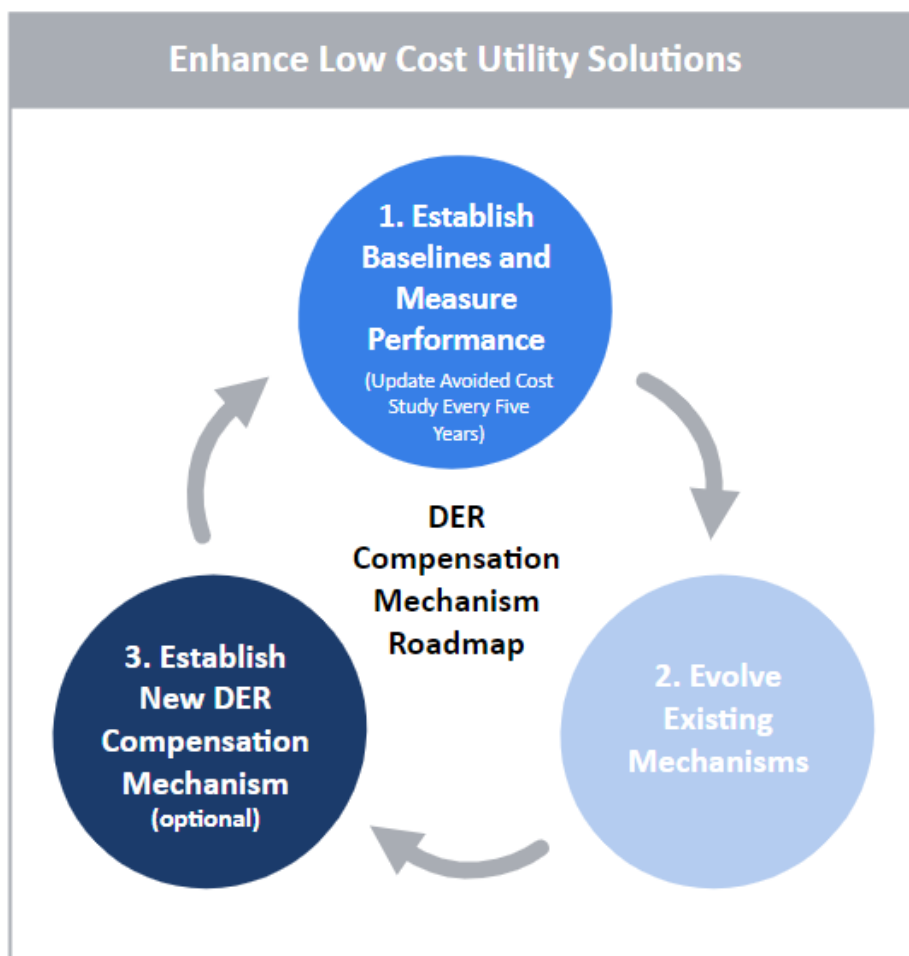 Enhance Low Cost Utility Solutions
1. Establish
Baselines and
Measure
Performance
(Update Avoided Cost
Study Every Five
Years)
DER
Compensation
Mechanism
Roadmap
2. Evolve
Existing
Mechanisms
3. Establish
New DER
Compensation
Mechanism
(optional)